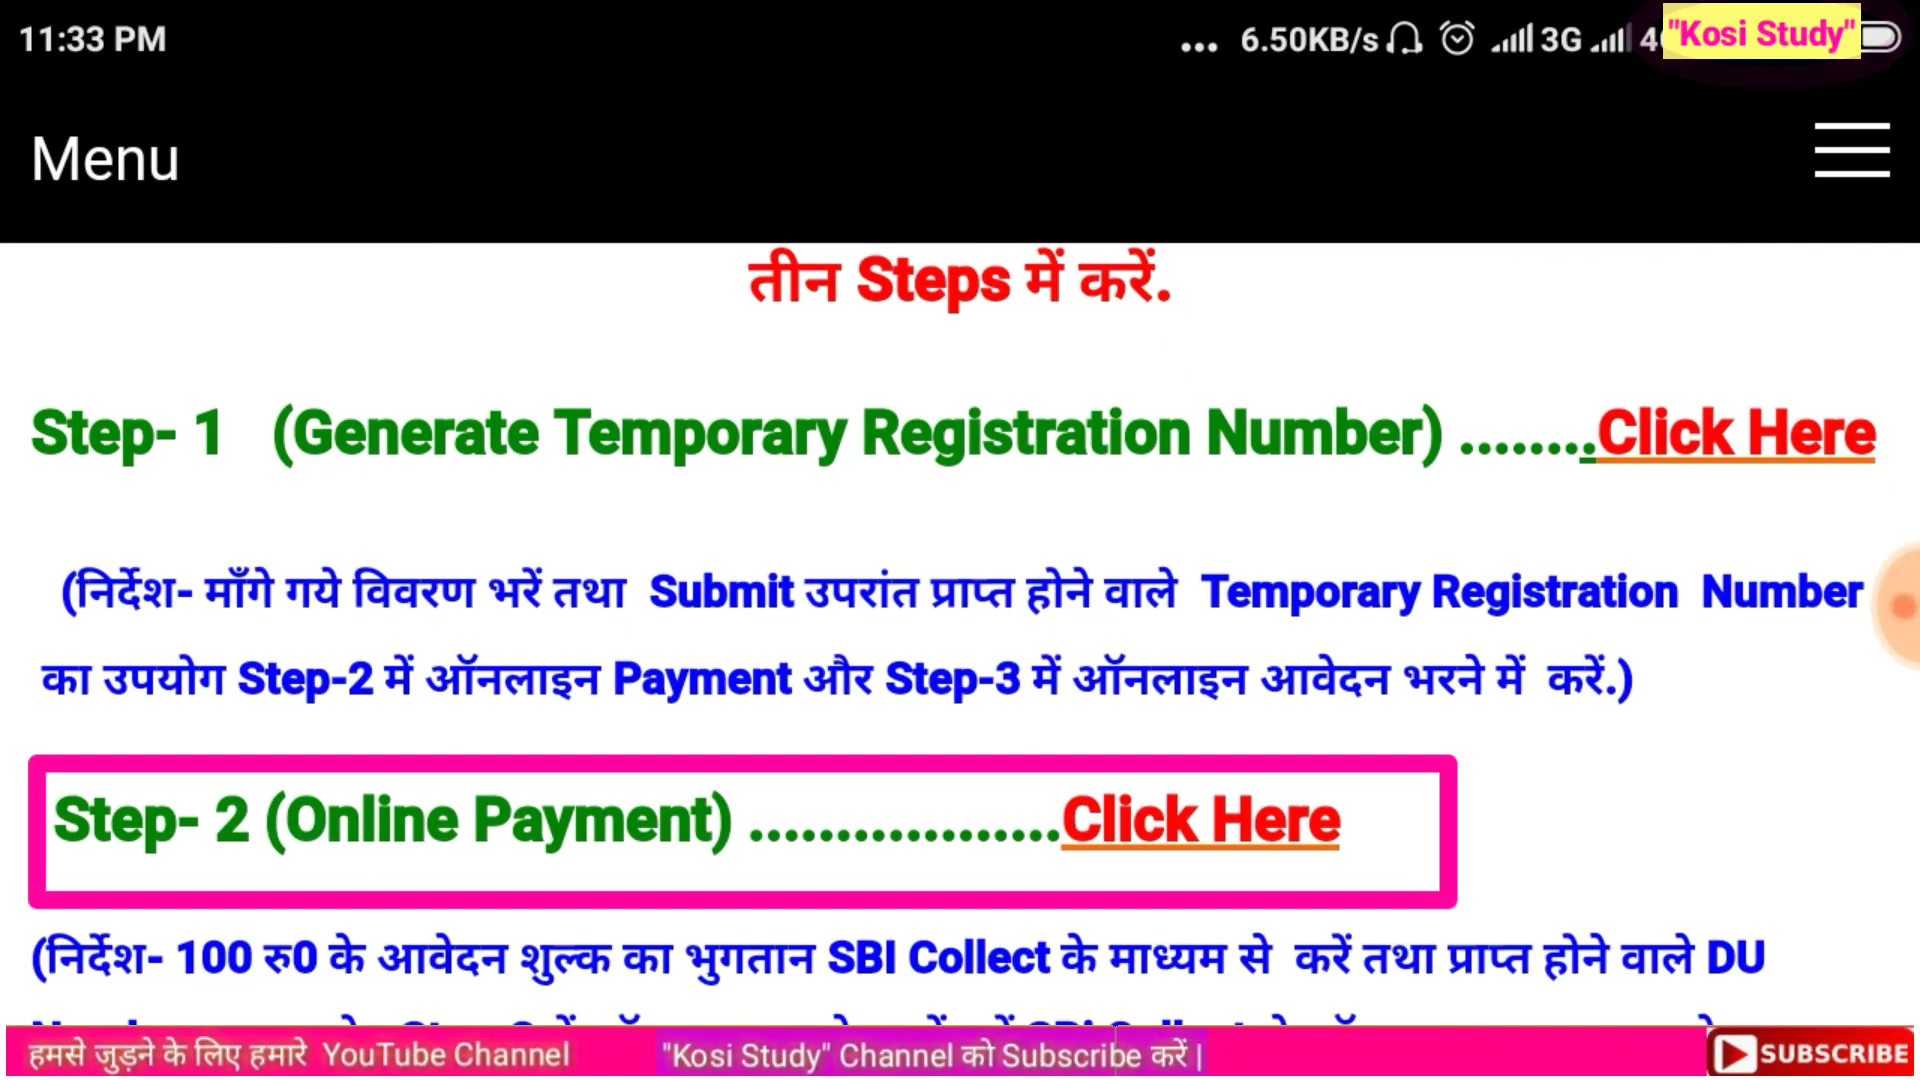 11:33 PM
... 6.50KB/s 3G 4
"Kosi Study"
Menu
तीन Steps में करें.
Step- 1 (Generate Temporary Registration Number) ........Click Here
(निर्देश- माँगे गये विवरण भरें तथा Submit उपरांत प्राप्त होने वाले Temporary Registration Number
का उपयोग Step-2 में ऑनलाइन Payment और Step-3 में ऑनलाइन आवेदन भरने में करें.)
Step- 2 (Online Payment) ..................Click Here
(निर्देश- 100 रु0 के आवेदन शुल्क का भुगतान SBI Collect के माध्यम से करें तथा प्राप्त होने वाले DU
हमसे जुड़ने के लिए हमारे YouTube Channel "Kosi Study" Channel को Subscribe करें |
SUBSCRIBE